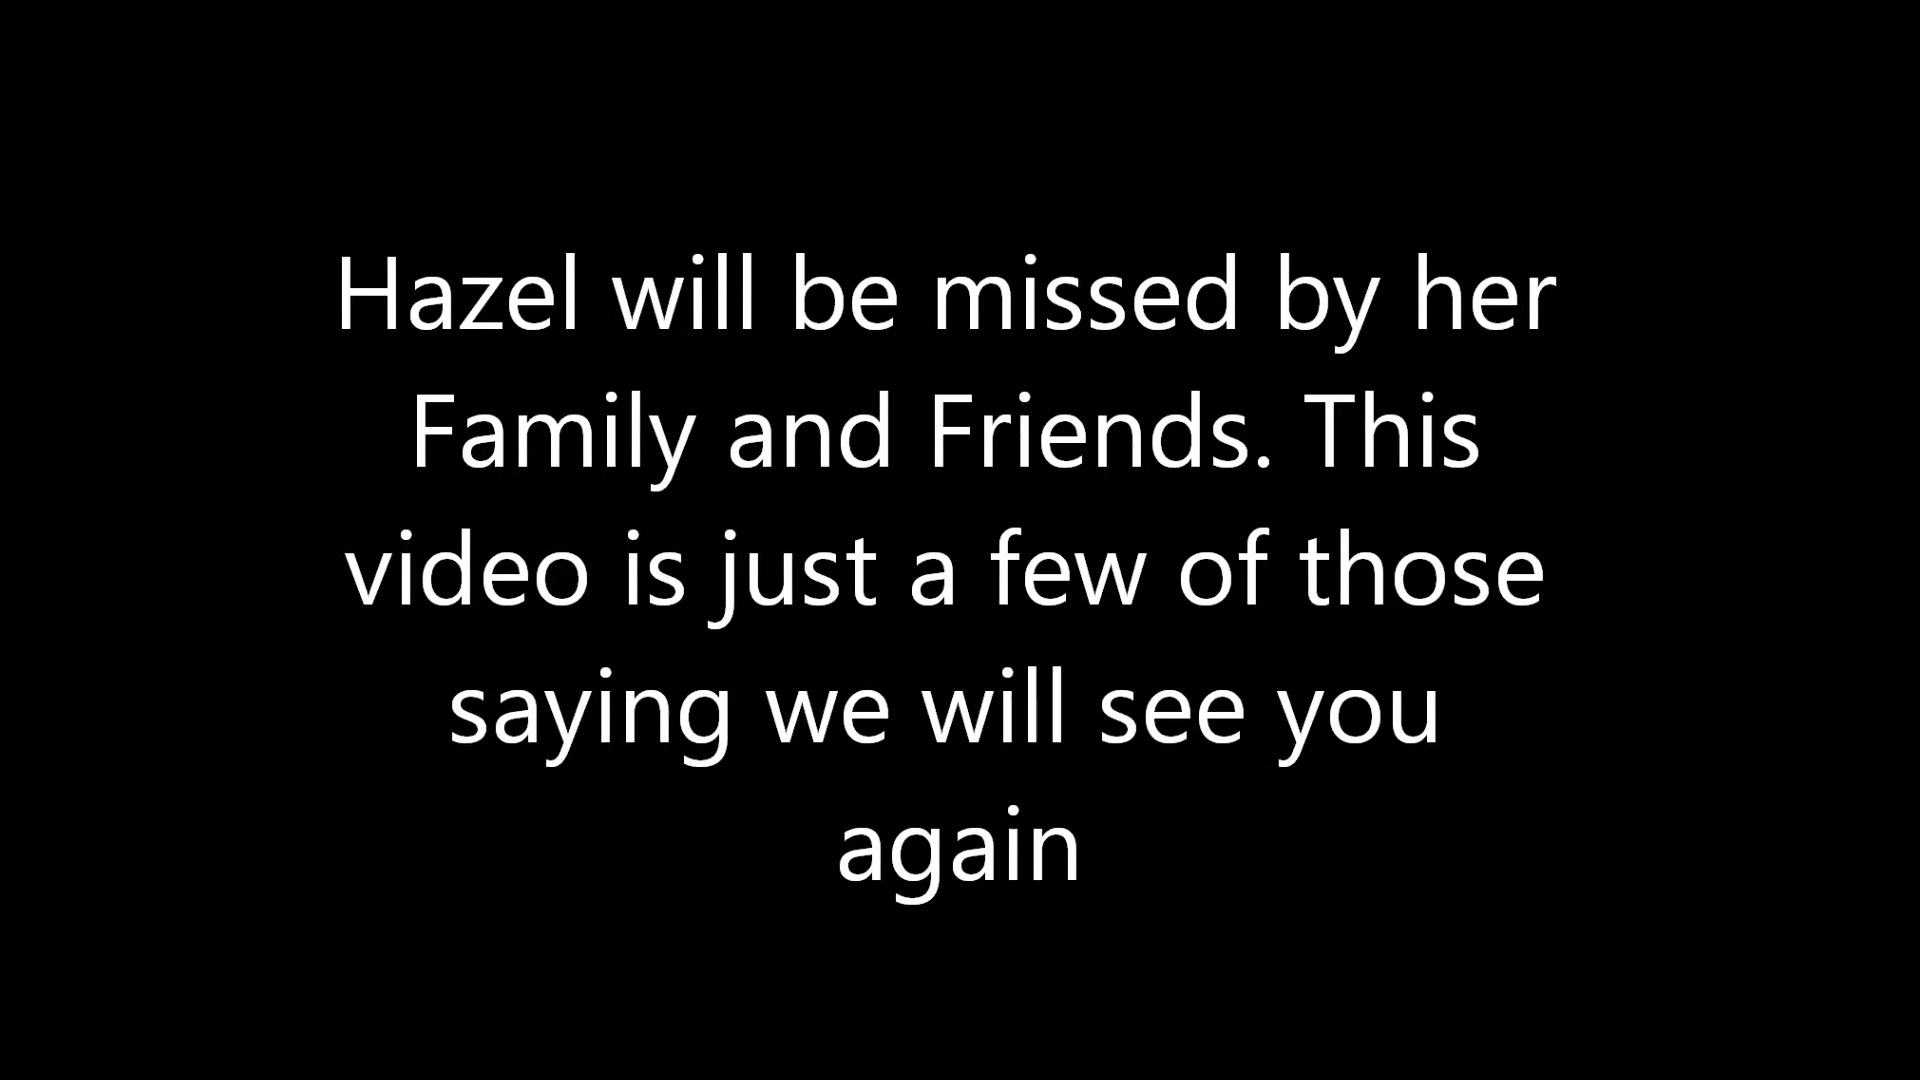 Hazel will be missed by her
Family and Friends. This
video is just a few of those
saying we will see you
again